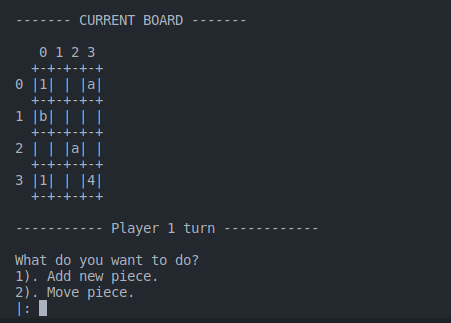 ------- CURRENT BOARD -------
   0 1 2 3
  +-+-+-+-+
0 |1| | |a|
  +-+-+-+-+
1 |b| | | |
  +-+-+-+-+
2 | | |a| |
  +-+-+-+-+
3 |1| | |4|
  +-+-+-+-+
----------- Player 1 turn ------------
What do you want to do?
1). Add new piece.
2). Move piece.
|: